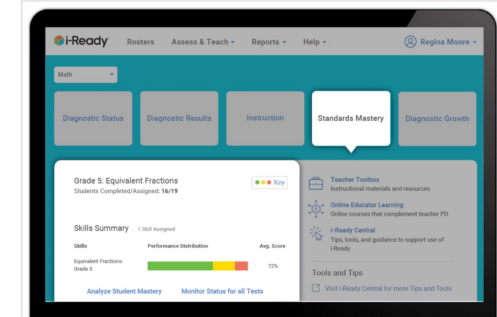 i-Ready Rosters Assess & Teach Reports Help Regina Moore
Math
Diagnostic Status Diagnostic Results Instruction Standards Mastery Diagnostic Growth
Grade 5: Equivalent Fractions
Students Completed/Assigned: 16/19
Key
Skills Summary 1 Skill Assigned
Skills Performance Distribution Avg. Score
Equivalent Fractions:
Grade 5
72%
Analyze Student Mastery Monitor Status for all Tests
Teacher Toolbox
Instructional materials and resources
Online Educator Learning
Online courses that complement teacher PD
i-Ready Central
Tips, tools, and guidance to support use of
i-Ready
Tools and Tips
Visit i-Ready Central for more Tips and Tools